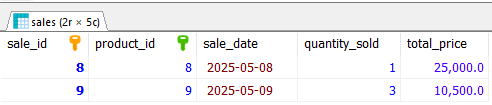 sales (2r × 5c)
sale_id product_id sale_date quantity_sold total_price
8 8 2025-05-08 1 25,000.0
9 9 2025-05-09 3 10,500.0